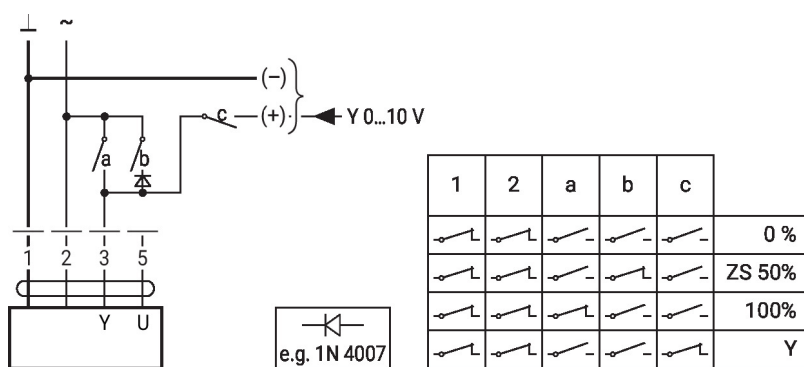 ⊥ ~
(−)
c (+) Y 0...10 V
a b
1 2 3 5
Y U
e.g. 1N 4007
1 2 a b c
0 %
ZS 50%
100%
Y